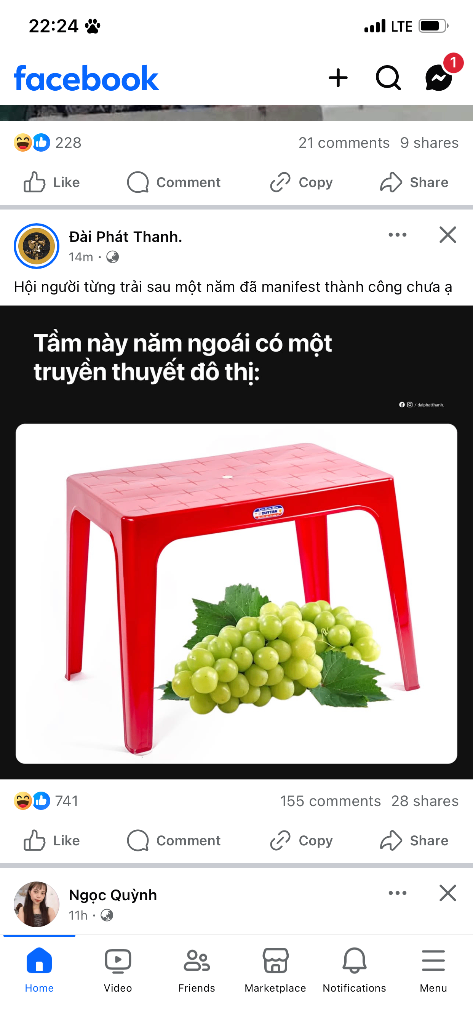 22:24
LTE
facebook
1
228
21 comments 9 shares
Like
Comment
Copy
Share
Đài Phát Thanh.
14m
Hội người từng trải sau một năm đã manifest thành công chưa ạ
Tầm này năm ngoái có một
truyền thuyết đô thị:
741
155 comments 28 shares
Like
Comment
Copy
Share
Ngọc Quỳnh
11h
Home
Video
Friends
Marketplace
Notifications
Menu